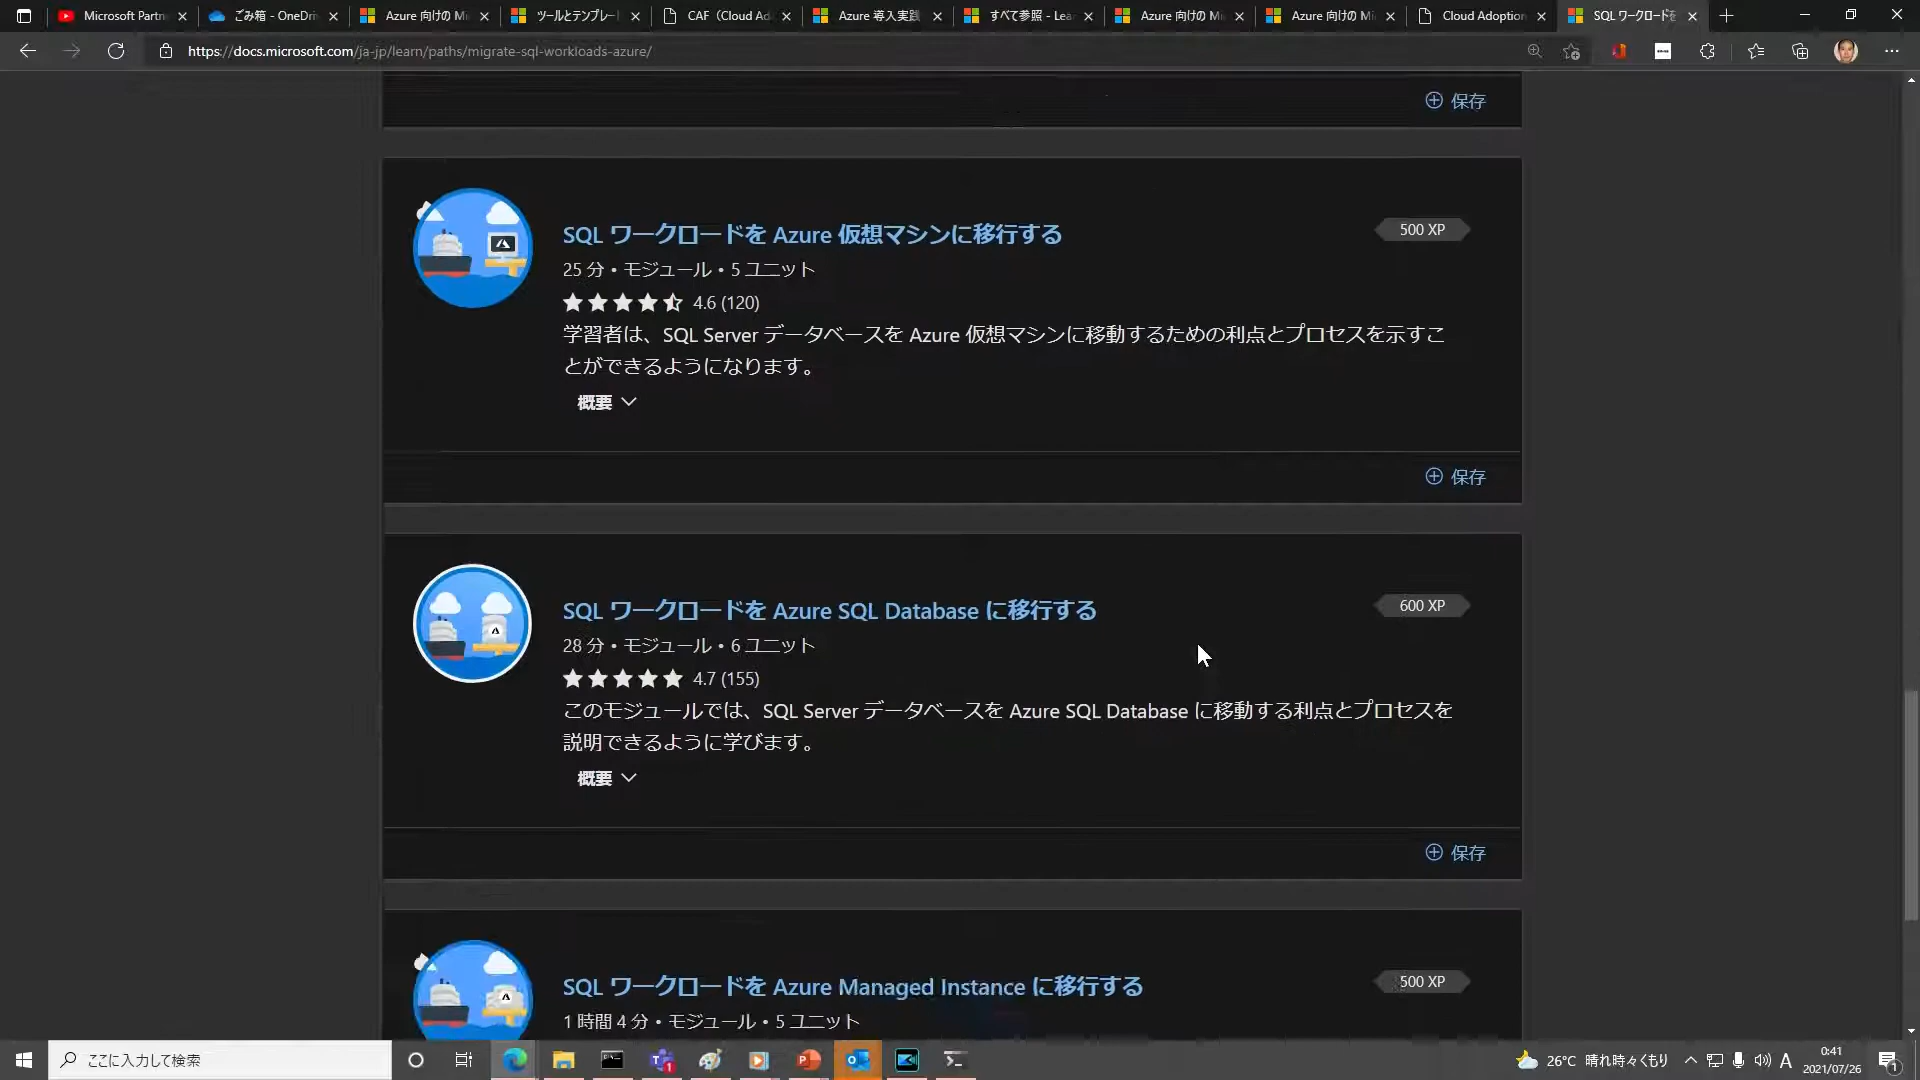 Microsoft Partn
ごみ箱 - OneDri
Azure 向けの Mi
ツールとテンプレート
CAF（Cloud Ad
Azure 導入実践
すべて参照 - Lea
Azure 向けの Mi
Azure 向けの Mi
Cloud Adoption
SQL ワークロードを
https://docs.microsoft.com/ja-jp/learn/paths/migrate-sql-workloads-azure/
保存
SQL ワークロードを Azure 仮想マシンに移行する
500 XP
25 分 • モジュール • 5 ユニット
4.6 (120)
学習者は、SQL Server データベースを Azure 仮想マシンに移動するための利点とプロセスを示すこ
とができるようになります。
概要
保存
SQL ワークロードを Azure SQL Database に移行する
600 XP
28 分 • モジュール • 6 ユニット
4.7 (155)
このモジュールでは、SQL Server データベースを Azure SQL Database に移動する利点とプロセスを
説明できるように学びます。
概要
保存
SQL ワークロードを Azure Managed Instance に移行する
500 XP
1 時間 4 分 • モジュール • 5 ユニット
ここに入力して検索
26°C 晴れ時々くもり
A
0:41
2021/07/26